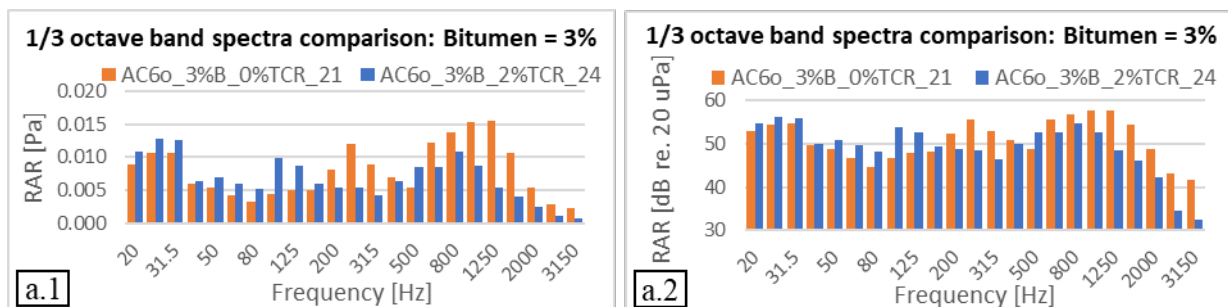 1/3 octave band spectra comparison: Bitumen = 3%
AC6o_3%B_0%TCR_21 AC6o_3%B_2%TCR_24
RAR [Pa]
0.020
0.015
0.010
0.005
0.000
20 31.5 50 80 125 200 315 500 800 1250 2000 3150
Frequency [Hz]
a.1
1/3 octave band spectra comparison: Bitumen = 3%
AC6o_3%B_0%TCR_21 AC6o_3%B_2%TCR_24
RAR [dB re. 20 uPa]
60
50
40
30
20 31.5 50 80 125 200 315 500 800 1250 2000 3150
Frequency [Hz]
a.2